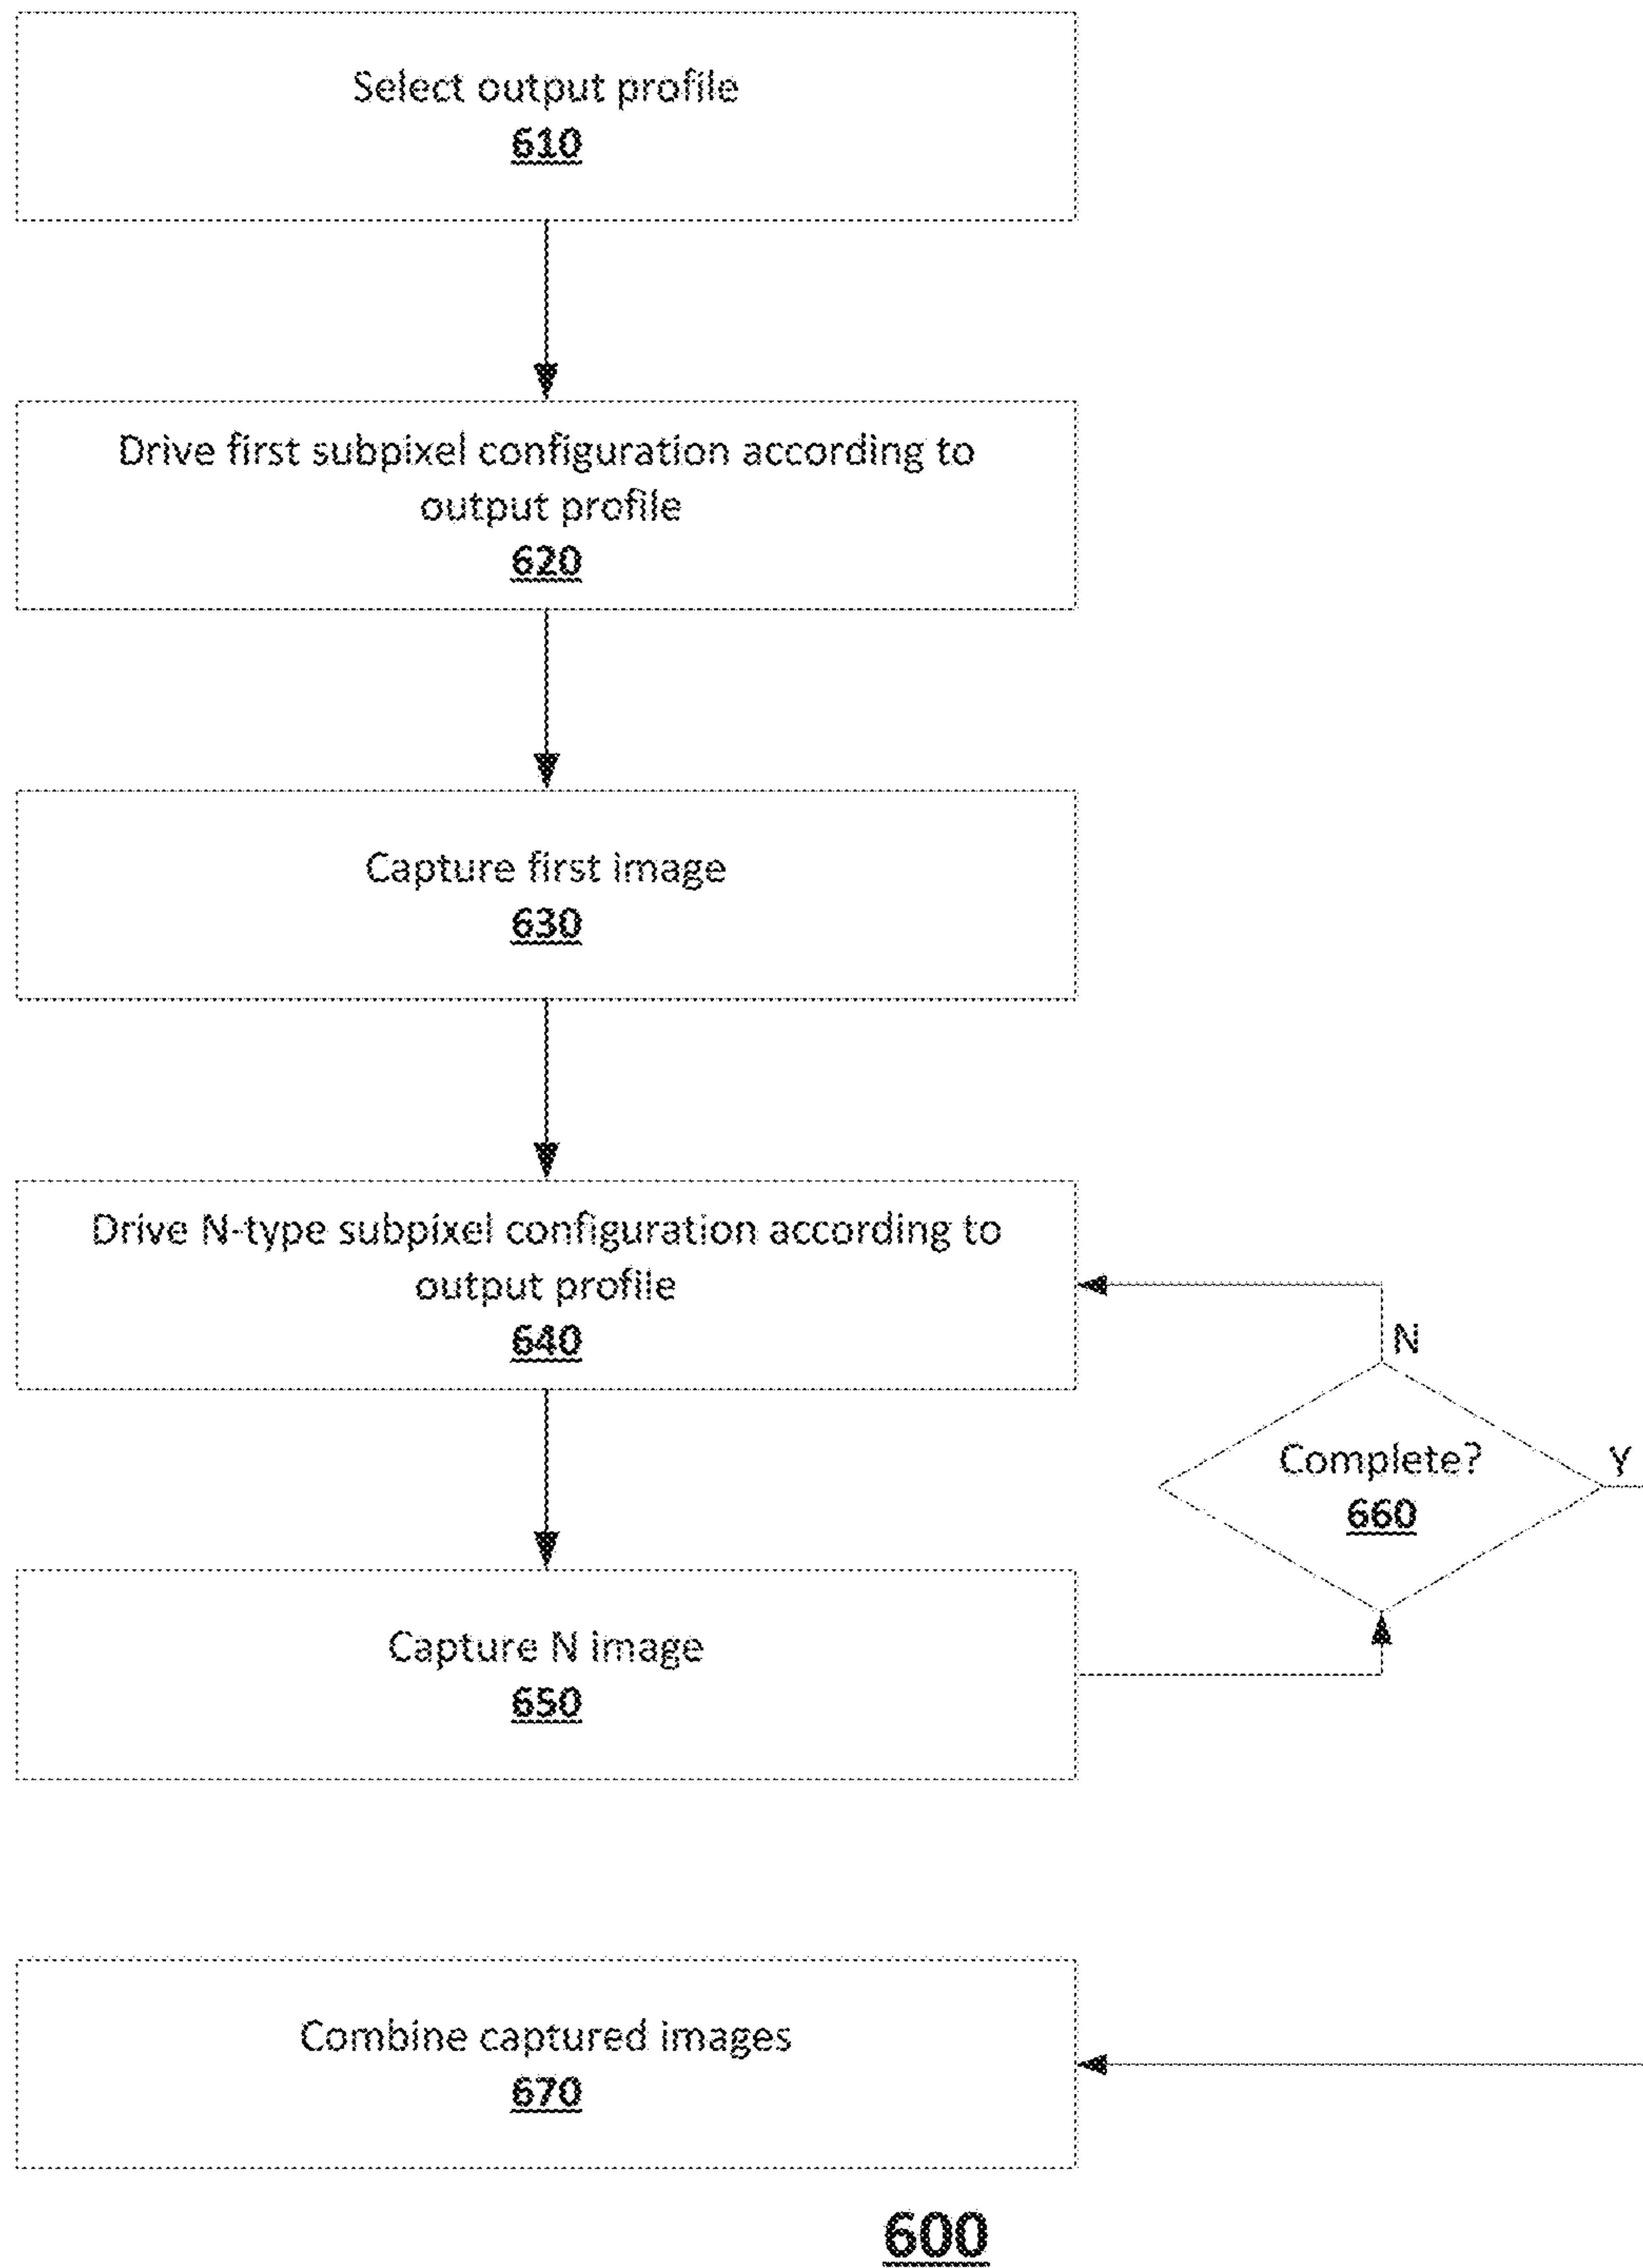 Select output profile
610
Drive first subpixel configuration according to
output profile
620
Capture first image
630
Drive N-type subpixel configuration according to
output profile
640
N
Complete?
660
Y
Capture N image
650
Combine captured images
670
600